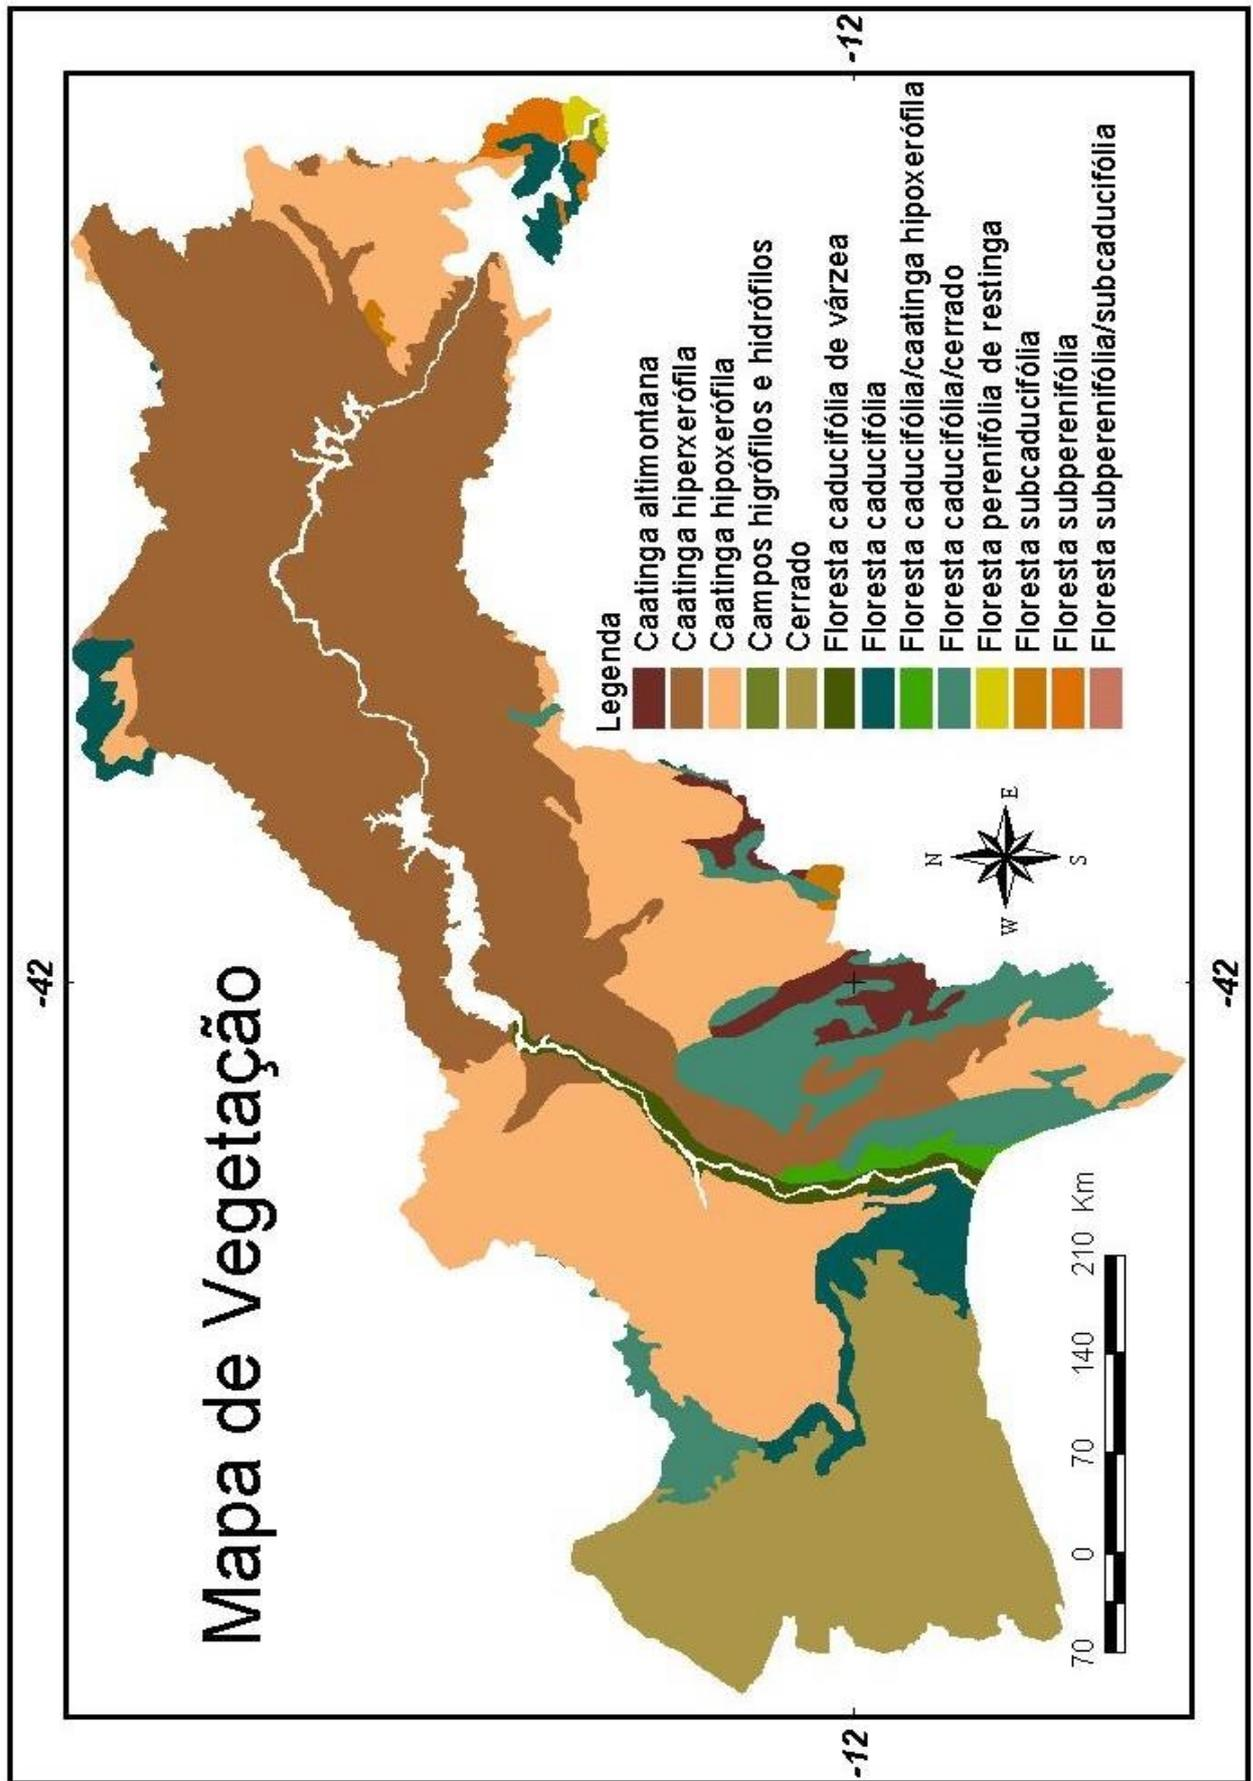 Mapa de Vegetação
-42
-12
-12
-42
Legenda
Caatinga altimontana
Caatinga hiperxerófila
Caatinga hipoxerófila
Campos higrófilos e hidrófilos
Cerrado
Floresta caducifólia de várzea
Floresta caducifólia
Floresta caducifólia/caatinga hipoxerófila
Floresta caducifólia/cerrado
Floresta perenifólia de restinga
Floresta subcaducifólia
Floresta subperenifólia
Floresta subperenifólia/subcaducifólia
N
W
E
S
70 0 70 140 210 Km